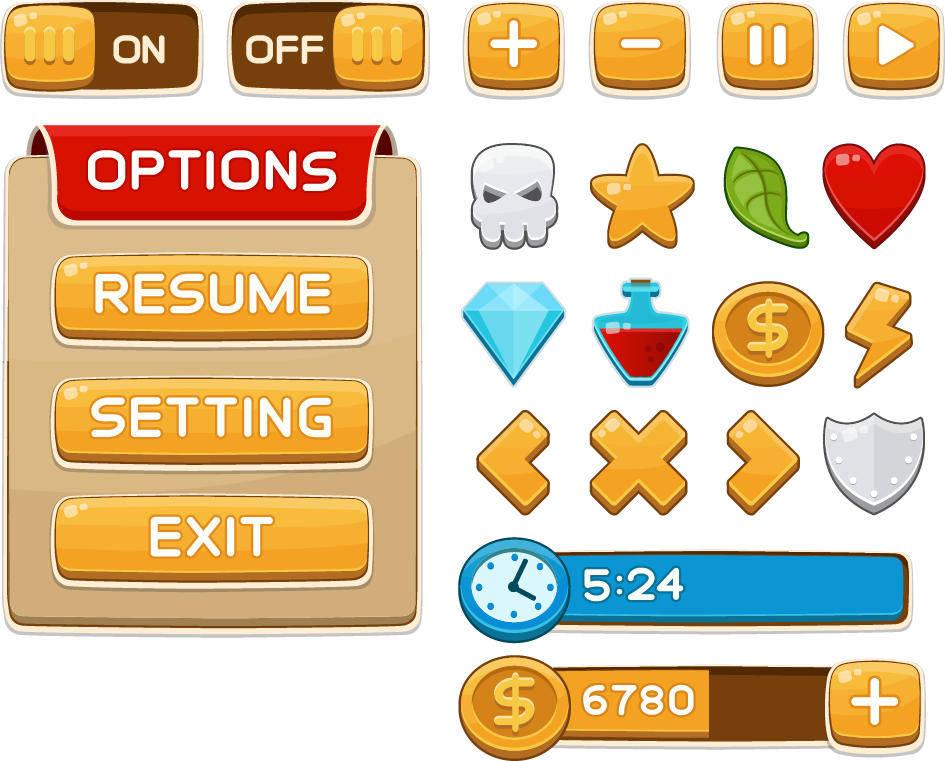 ON
OFF
OPTIONS
RESUME
SETTING
EXIT
$
5:24
$
6780